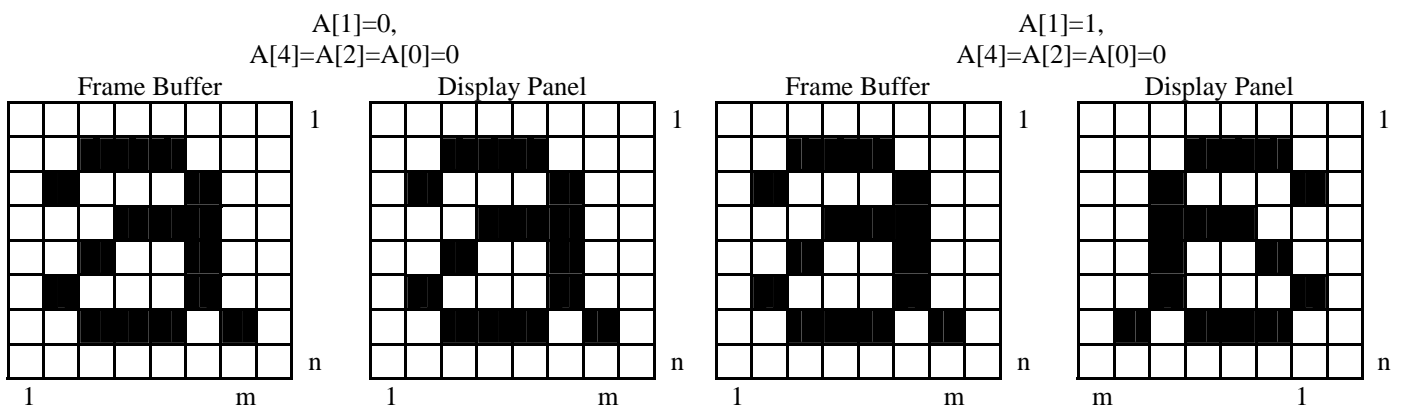 A[1]=0,
A[4]=A[2]=A[0]=0
Frame Buffer
Display Panel
1
1
n
n
1
m
1
m
A[1]=1,
A[4]=A[2]=A[0]=0
Frame Buffer
Display Panel
1
1
n
n
1
m
m
1